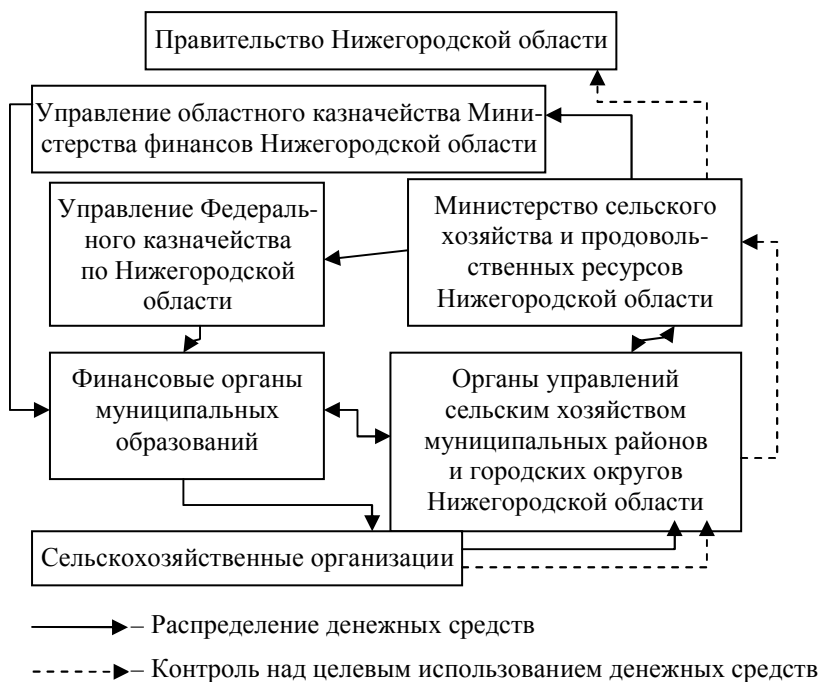 Правительство Нижегородской области
Управление областного казначейства Мини-
стерства финансов Нижегородской области
Управление Федераль-
ного казначейства
по Нижегородской
области
Министерство сельского
хозяйства и продоволь-
ственных ресурсов
Нижегородской области
Финансовые органы
муниципальных
образований
Органы управлений
сельским хозяйством
муниципальных районов
и городских округов
Нижегородской области
Сельскохозяйственные организации
– Распределение денежных средств
– Контроль над целевым использованием денежных средств